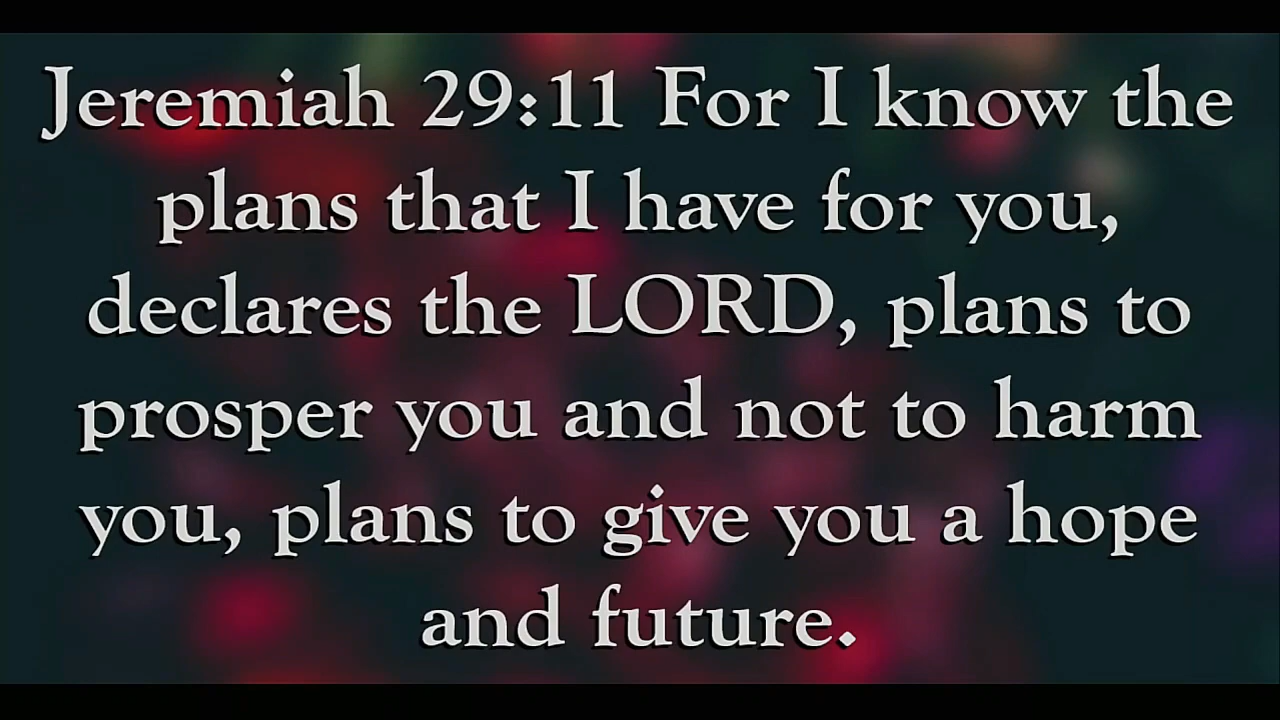 Jeremiah 29:11 For I know the
plans that I have for you,
declares the LORD, plans to
prosper you and not to harm
you, plans to give you a hope
and future.